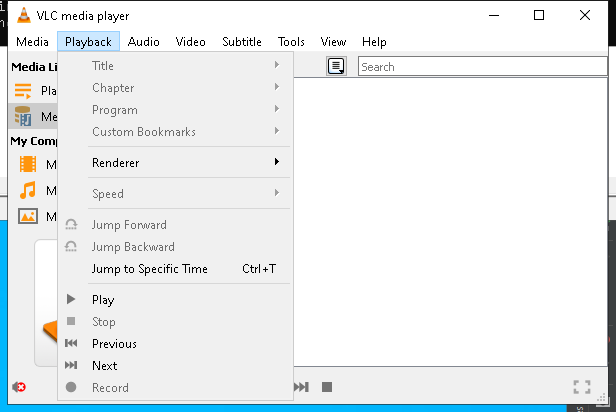 VLC media player
Media Playback Audio Video Subtitle Tools View Help
Media Li
Title
Search
Pla
Chapter
Me
Program
Custom Bookmarks
My Comp
Renderer
M
M
Speed
M
Jump Forward
Jump Backward
Jump to Specific Time Ctrl+T
Play
Stop
Previous
Next
Record